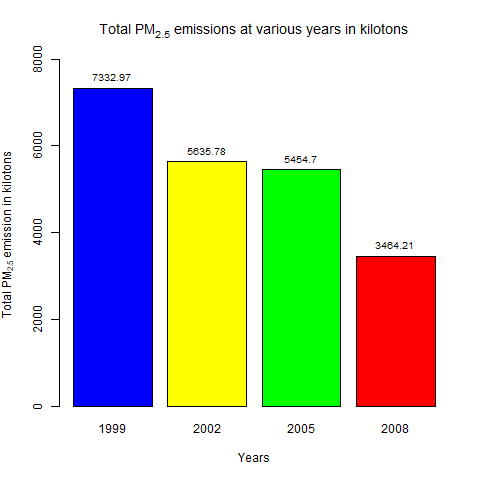 Total PM2.5 emissions at various years in kilotons
Total PM2.5 emission in kilotons
8000
6000
4000
2000
0
7332.97
5635.78
5454.7
3464.21
1999 2002 2005 2008
Years